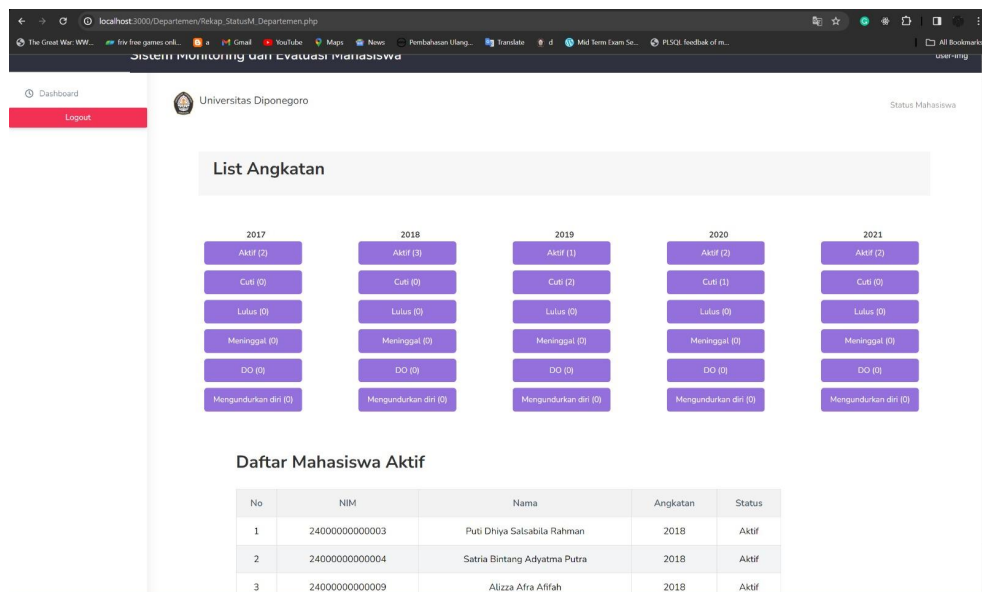 localhost:3000/Departemen/Rekap_StatusM_Departemen.php
The Great War: WW... friv free games onli... a Gmail YouTube Maps News Pembahasan Ulang... Translate d Mid Term Exam Se... PLSQL feedbak of m... All Bookmarks
Sistem Monitoring dan Evaluasi Mahasiswa user-img
Dashboard
Logout
Universitas Diponegoro
Status Mahasiswa
List Angkatan
2017 2018 2019 2020 2021
Aktif (2) Aktif (3) Aktif (1) Aktif (2) Aktif (2)
Cuti (0) Cuti (0) Cuti (2) Cuti (1) Cuti (0)
Lulus (0) Lulus (0) Lulus (0) Lulus (0) Lulus (0)
Meninggal (0) Meninggal (0) Meninggal (0) Meninggal (0) Meninggal (0)
DO (0) DO (0) DO (0) DO (0) DO (0)
Mengundurkan diri (0) Mengundurkan diri (0) Mengundurkan diri (0) Mengundurkan diri (0) Mengundurkan diri (0)
Daftar Mahasiswa Aktif
No NIM Nama Angkatan Status
1 24000000000003 Puti Dhiya Salsabila Rahman 2018 Aktif
2 24000000000004 Satria Bintang Adyatma Putra 2018 Aktif
3 24000000000009 Alizza Afra Afifah 2018 Aktif